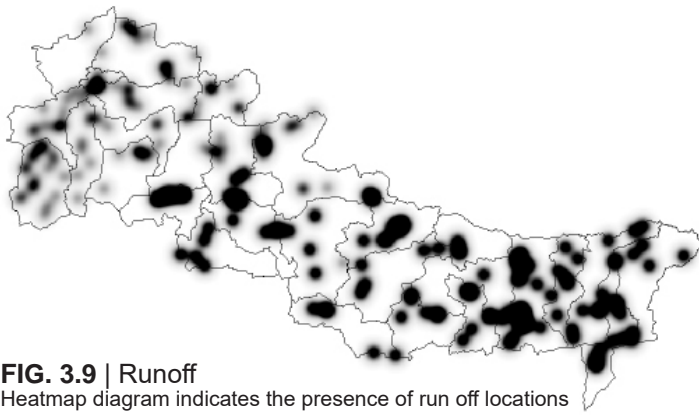 FIG. 3.9 | Runoff
Heatmap diagram indicates the presence of run off locations